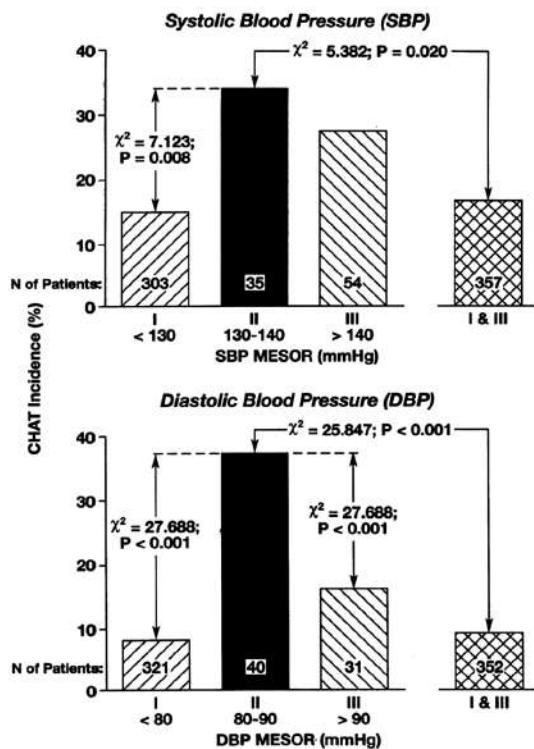 Systolic Blood Pressure (SBP)
χ² = 5.382; P = 0.020
40
30
20
10
0
χ² = 7.123;
P = 0.008
N of Patients:
303
35
54
357
I
II
III
I & III
< 130
130-140
> 140
SBP MESOR (mmHg)
CHAT Incidence (%)
Diastolic Blood Pressure (DBP)
χ² = 25.847; P < 0.001
40
30
20
10
0
χ² = 27.688;
P < 0.001
χ² = 27.688;
P < 0.001
N of Patients:
321
40
31
352
I
II
III
I & III
< 80
80-90
> 90
DBP MESOR (mmHg)